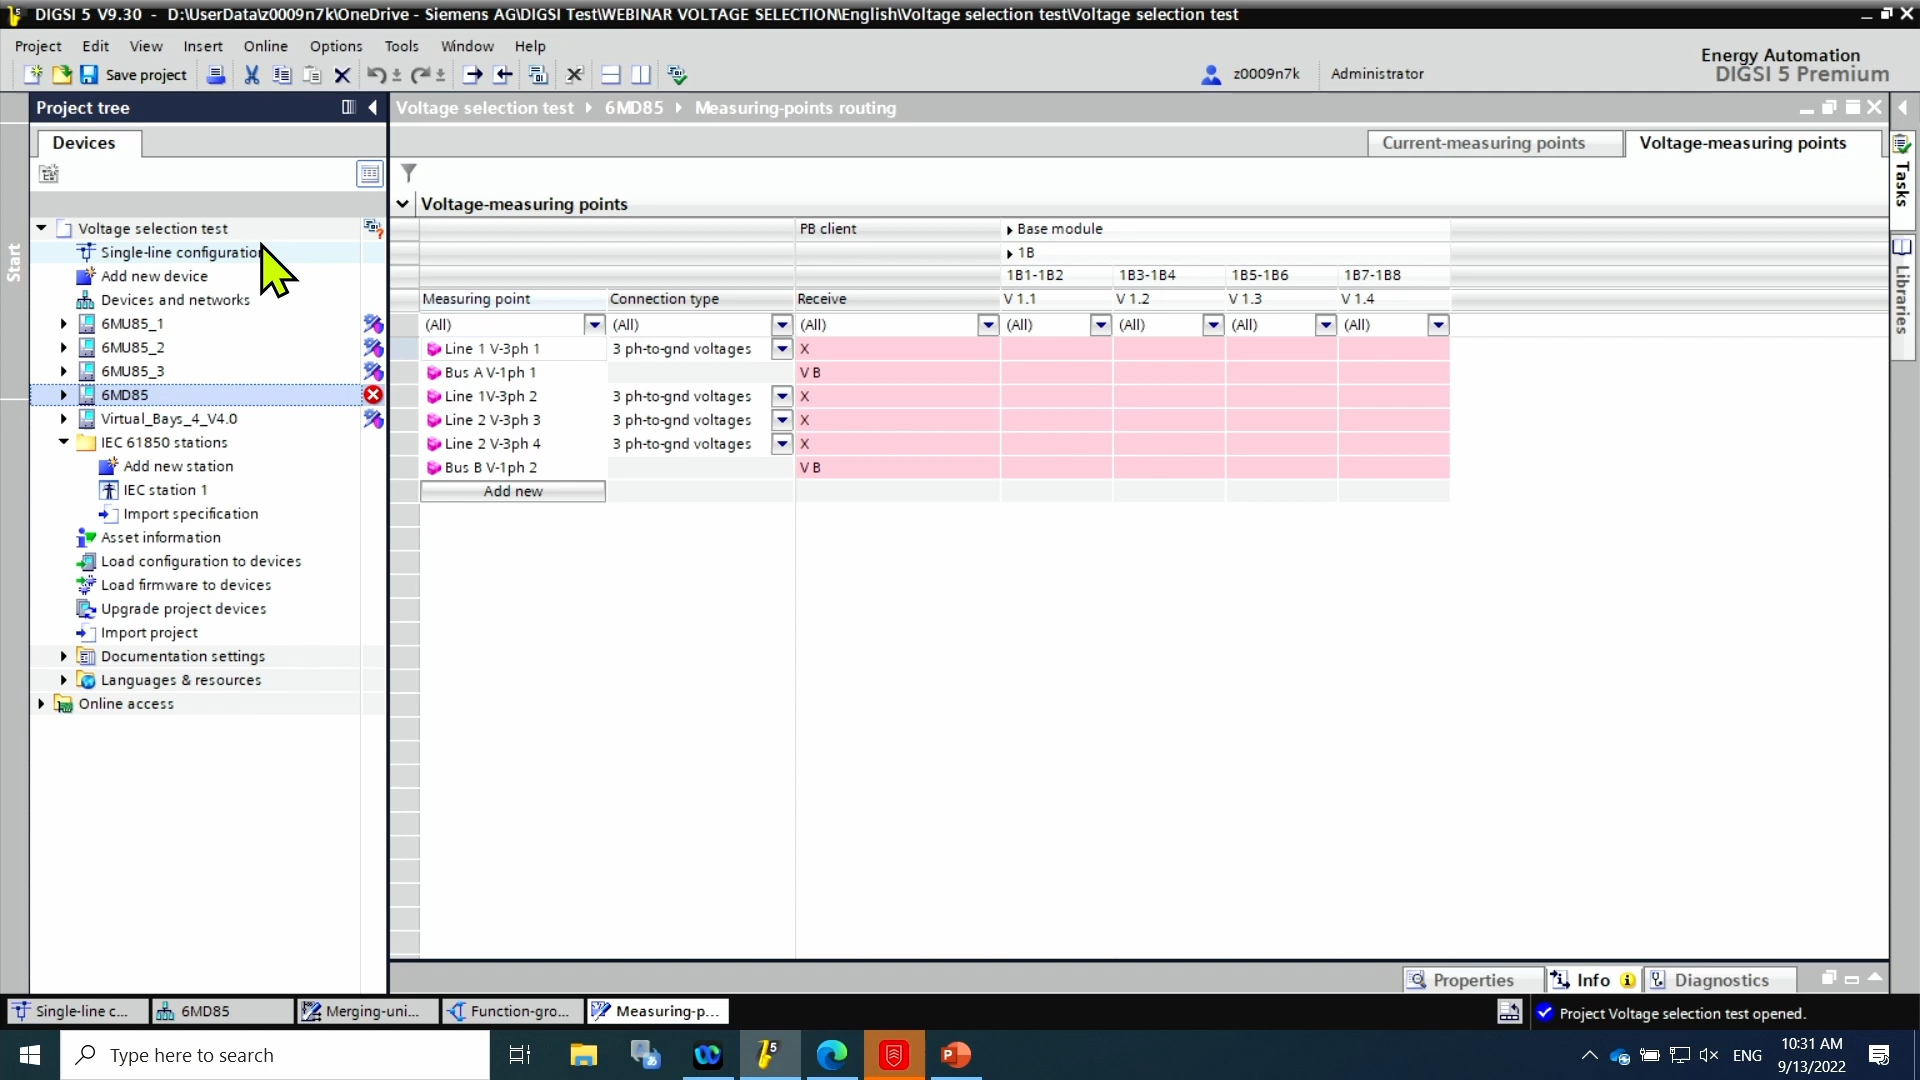 DIGSI 5 V9.30 - D:\UserData\z0009n7k\OneDrive - Siemens AG\DIGSI Test\WEBINAR VOLTAGE SELECTION\English\Voltage selection test\Voltage selection test
Project Edit View Insert Online Options Tools Window Help
Save project
z0009n7k Administrator
Energy Automation
DIGSI 5 Premium
Project tree
Voltage selection test 6MD85 Measuring-points routing
Devices
Current-measuring points Voltage-measuring points
Start
Voltage selection test
Single-line configuration
Add new device
Devices and networks
6MU85_1
6MU85_2
6MU85_3
6MD85
Virtual_Bays_4_V4.0
IEC 61850 stations
Add new station
IEC station 1
Import specification
Asset information
Load configuration to devices
Load firmware to devices
Upgrade project devices
Import project
Documentation settings
Languages & resources
Online access
Voltage-measuring points
PB client Base module
1B
1B1-1B2 1B3-1B4 1B5-1B6 1B7-1B8
Measuring point Connection type Receive V 1.1 V 1.2 V 1.3 V 1.4
(All) (All) (All) (All) (All) (All) (All)
Line 1 V-3ph 1 3 ph-to-gnd voltages X
Bus A V-1ph 1 V B
Line 1V-3ph 2 3 ph-to-gnd voltages X
Line 2 V-3ph 3 3 ph-to-gnd voltages X
Line 2 V-3ph 4 3 ph-to-gnd voltages X
Bus B V-1ph 2 V B
Add new
Tasks
Libraries
Properties Info Diagnostics
Single-line c... 6MD85 Merging-uni... Function-gro... Measuring-p...
Project Voltage selection test opened.
Type here to search
ENG
10:31 AM
9/13/2022